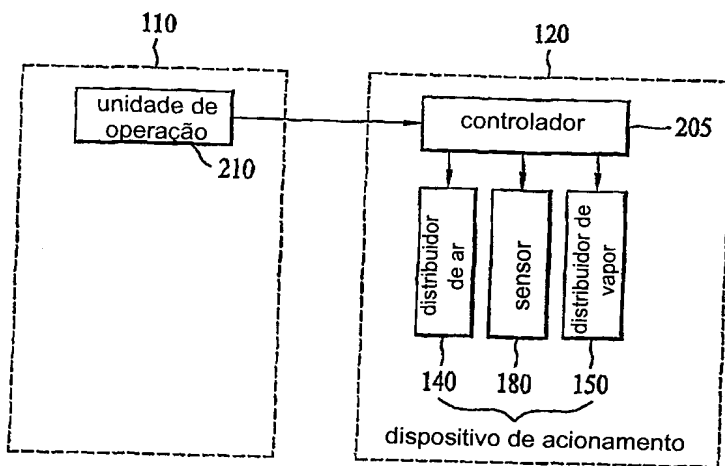 110
120
unidade de
operação
210
controlador
205
distribuidor
de ar
sensor
distribuidor de
vapor
140
180
150
dispositivo de acionamento